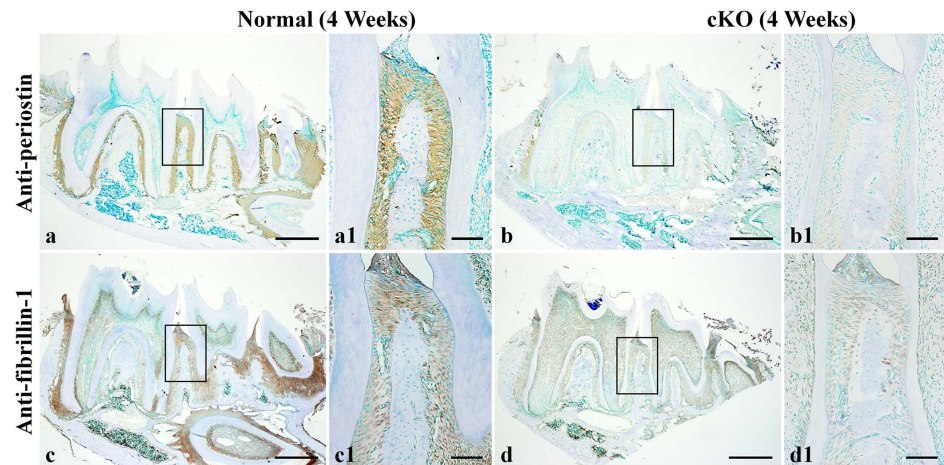 Normal (4 Weeks) cKO (4 Weeks)
Anti-periostin
a a1 b b1
Anti-fibrillin-1
c c1 d d1